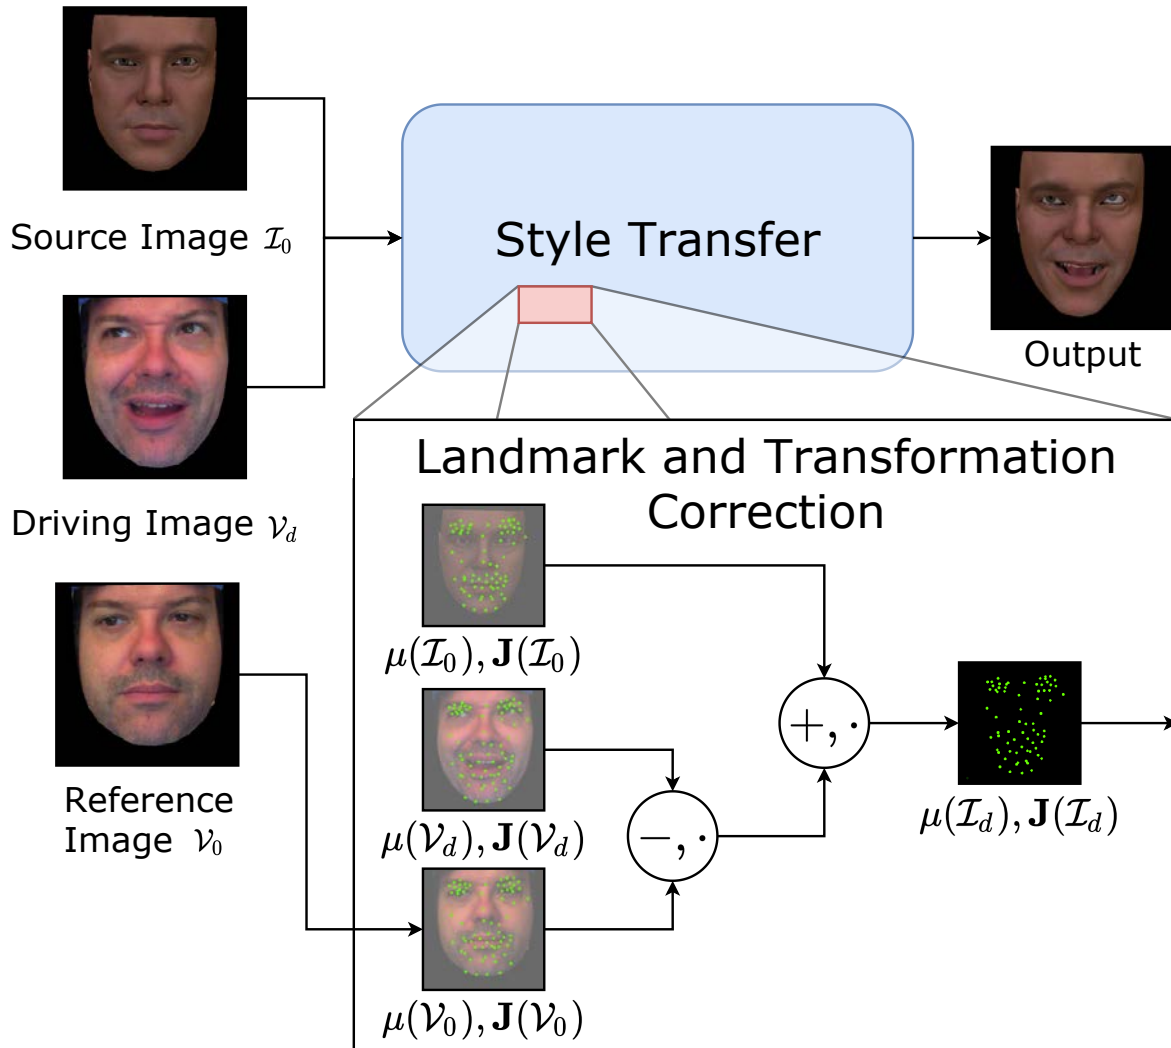 Source Image 𝓘₀
Style Transfer
Output
Driving Image 𝓥_d
Landmark and Transformation
Correction
μ(𝓘₀), 𝐉(𝓘₀)
+, ·
μ(𝓥_d), 𝐉(𝓥_d)
μ(𝓘_d), 𝐉(𝓘_d)
Reference
Image 𝓥₀
−, ·
μ(𝓥₀), 𝐉(𝓥₀)